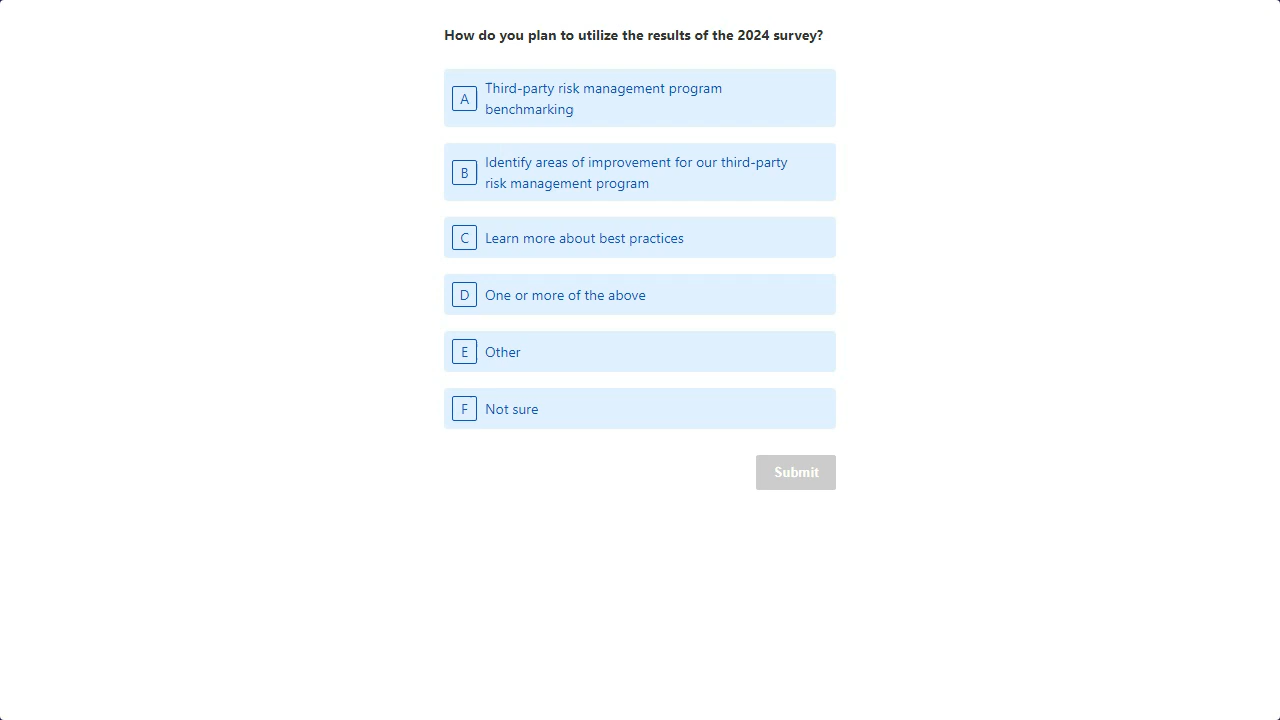 How do you plan to utilize the results of the 2024 survey?
A
Third-party risk management program
benchmarking
B
Identify areas of improvement for our third-party
risk management program
C
Learn more about best practices
D
One or more of the above
E
Other
F
Not sure
Submit